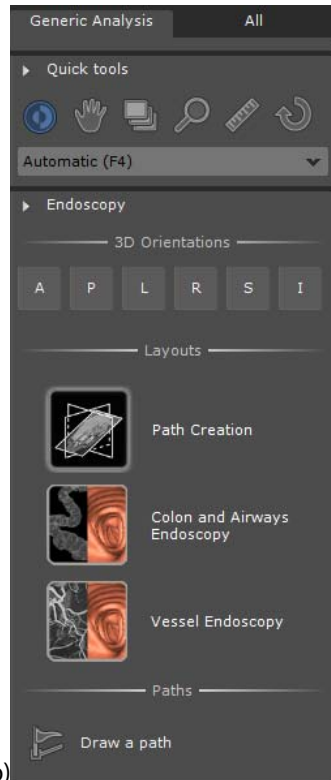 Generic Analysis All
Quick tools
Automatic (F4)
Endoscopy
3D Orientations
A P L R S I
Layouts
Path Creation
Colon and Airways
Endoscopy
Vessel Endoscopy
Paths
Draw a path